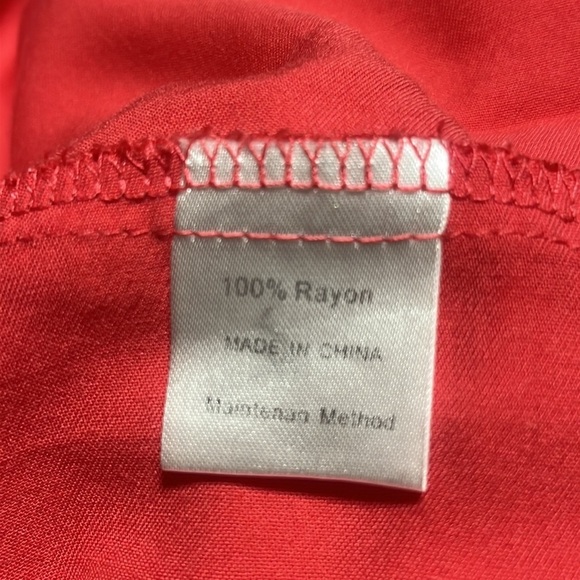 100% Rayon
MADE IN CHINA
Maintenan Method